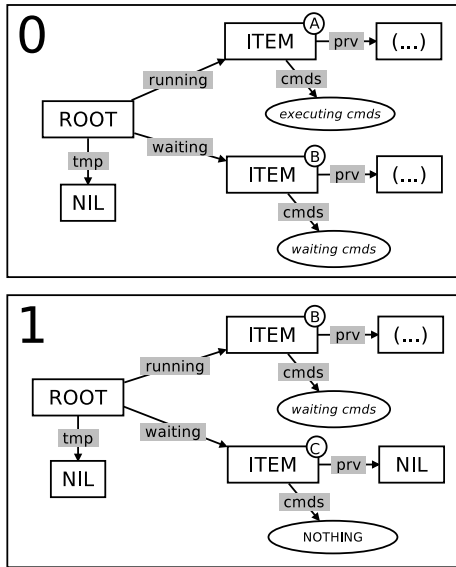 0
A
ITEM
prv
(...)
running
cmds
executing cmds
ROOT
waiting
tmp
B
ITEM
prv
(...)
NIL
cmds
waiting cmds
1
B
ITEM
prv
(...)
running
cmds
waiting cmds
ROOT
waiting
tmp
C
ITEM
prv
NIL
NIL
cmds
NOTHING